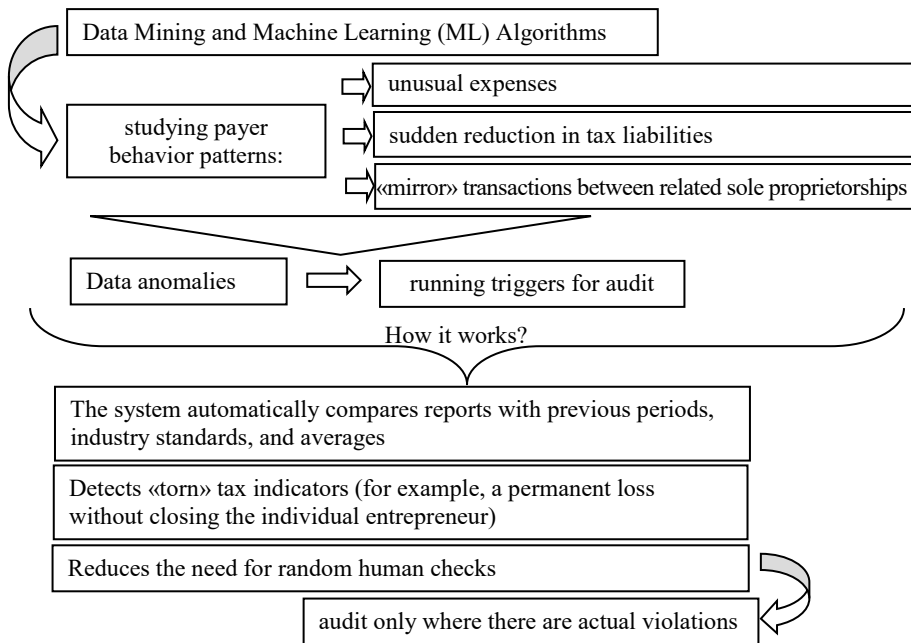 Data Mining and Machine Learning (ML) Algorithms
studying payer
behavior patterns:
unusual expenses
sudden reduction in tax liabilities
«mirror» transactions between related sole proprietorships
Data anomalies
running triggers for audit
How it works?
The system automatically compares reports with previous periods,
industry standards, and averages
Detects «torn» tax indicators (for example, a permanent loss
without closing the individual entrepreneur)
Reduces the need for random human checks
audit only where there are actual violations